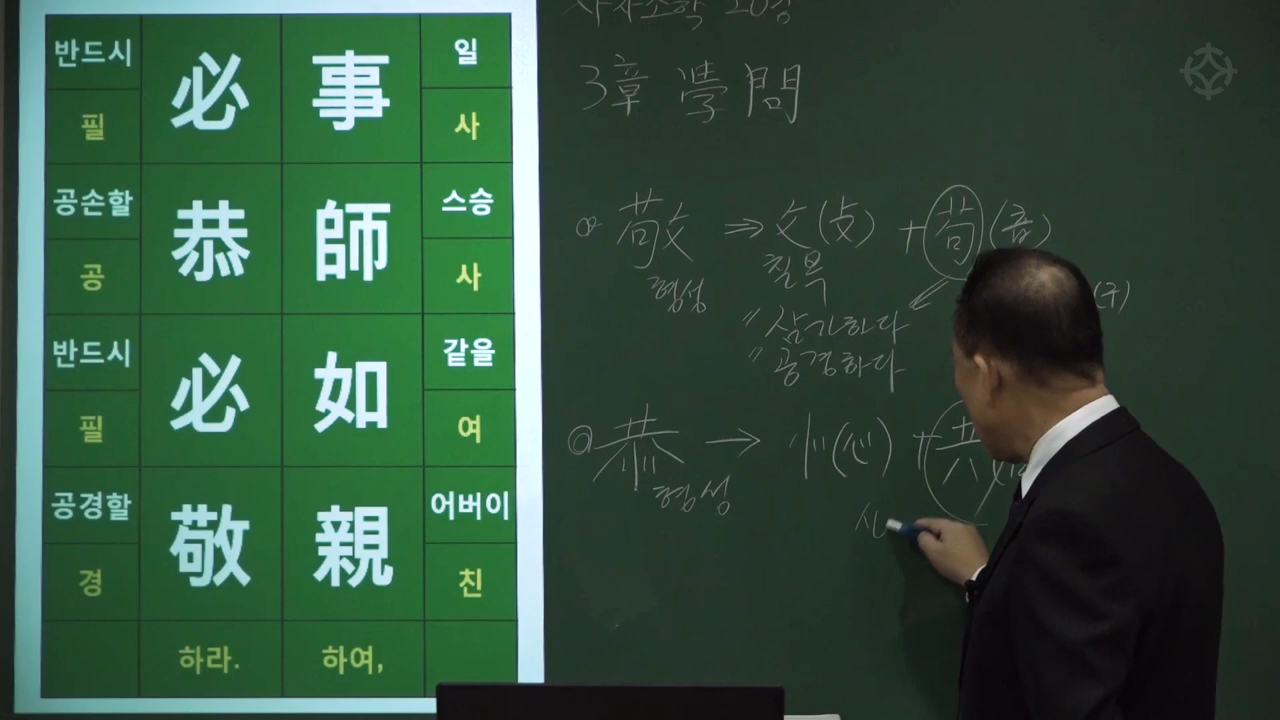 반드시 必 事 일
필 사
공손할 恭 師 스승
공 사
반드시 必 如 같을
필 여
공경할 敬 親 어버이
경 친
하라. 하여,
3章 學問
敬 ⇒ 攵(攴) + 苟(音)
형성 칠복 (구)
〃 삼가하다
〃 공경하다
恭 → 忄(心) + 共
형성